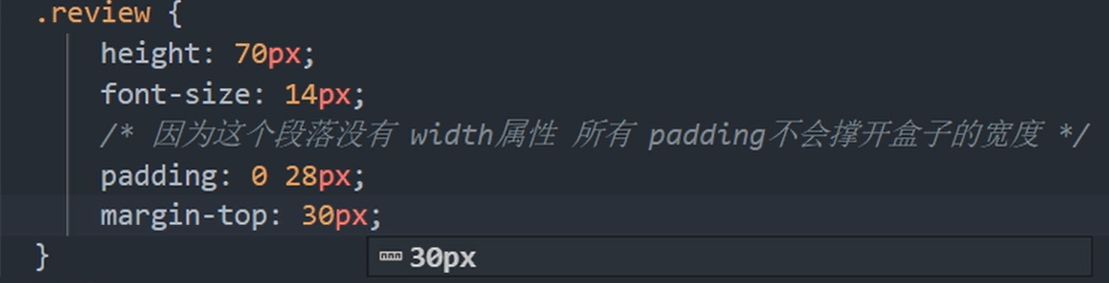 .review {
height: 70px;
font-size: 14px;
/* 因为这个段落没有 width属性 所有 padding不会撑开盒子的宽度 */
padding: 0 28px;
margin-top: 30px;
}
30px